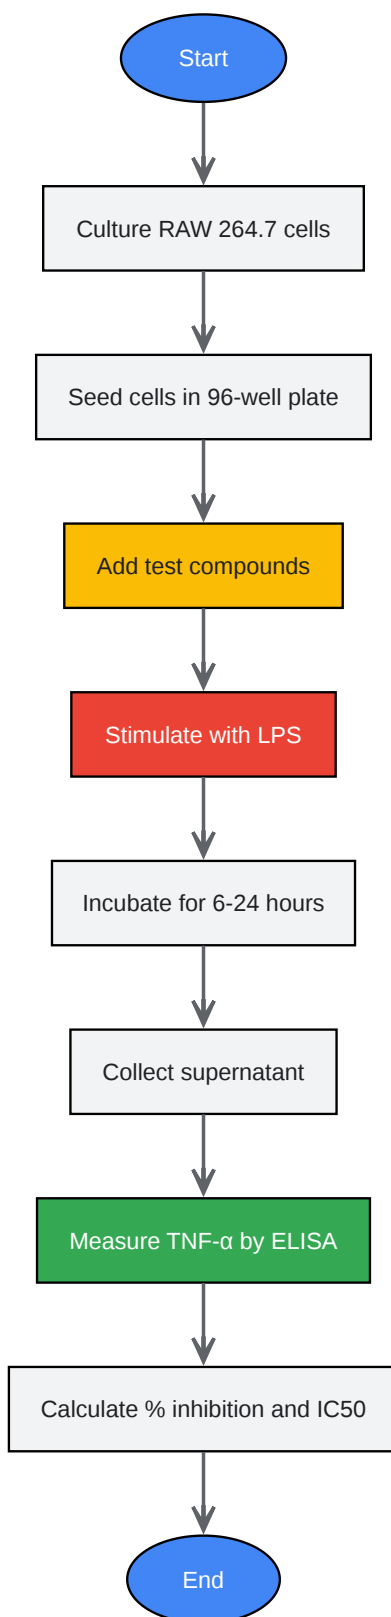 Start
Culture RAW 264.7 cells
Seed cells in 96-well plate
Add test compounds
Stimulate with LPS
Incubate for 6-24 hours
Collect supernatant
Measure TNF-α by ELISA
Calculate % inhibition and IC50
End